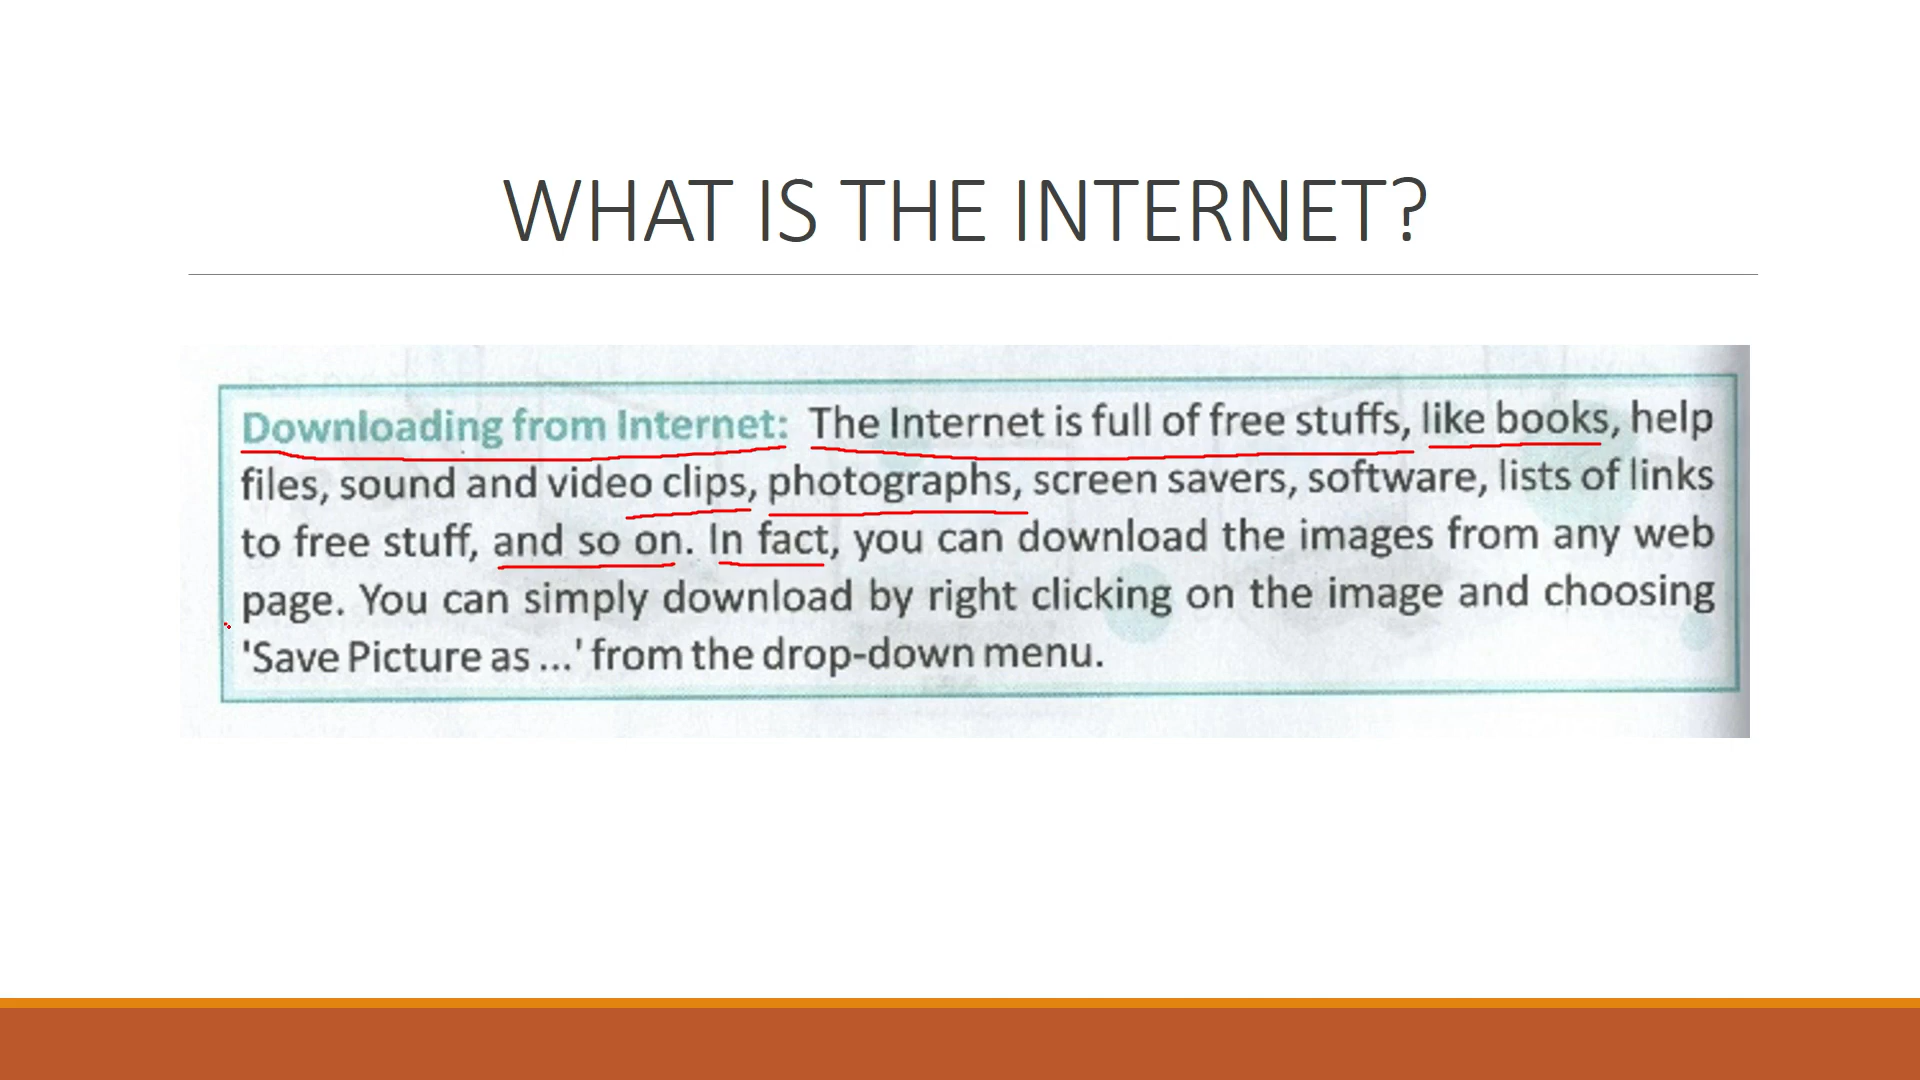 WHAT IS THE INTERNET?
Downloading from Internet: The Internet is full of free stuffs, like books, help
files, sound and video clips, photographs, screen savers, software, lists of links
to free stuff, and so on. In fact, you can download the images from any web
page. You can simply download by right clicking on the image and choosing
'Save Picture as ...' from the drop-down menu.